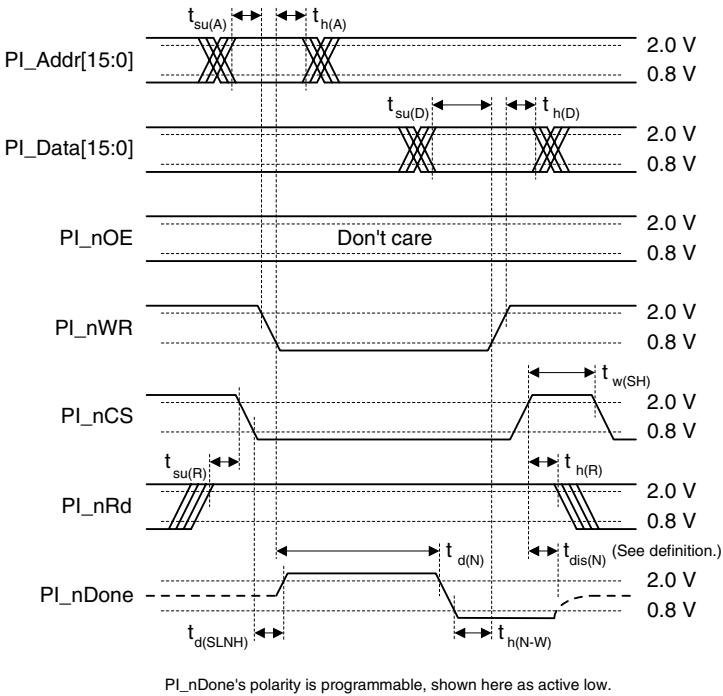 tsu(A) th(A)
PI_Addr[15:0] 2.0 V
0.8 V
tsu(D) th(D)
PI_Data[15:0] 2.0 V
0.8 V
PI_nOE Don't care 2.0 V
0.8 V
PI_nWR 2.0 V
0.8 V
tw(SH)
PI_nCS 2.0 V
0.8 V
tsu(R) th(R)
PI_nRd 2.0 V
0.8 V
td(N) tdis(N) (See definition.)
PI_nDone 2.0 V
0.8 V
td(SLNH) th(N-W)
PI_nDone's polarity is programmable, shown here as active low.